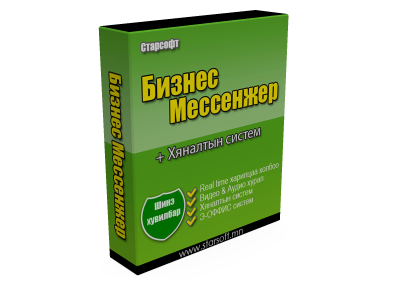 Старсофт
Бизнес
Мессенжер
+ Хяналтын систем
Шинэ
хувилбар
Real time харилцаа холбоо
Видео & Аудио хурал
Хяналтын систем
Э-ОФФИС систем
www.starsoft.mn
Бизнес Мессенжер